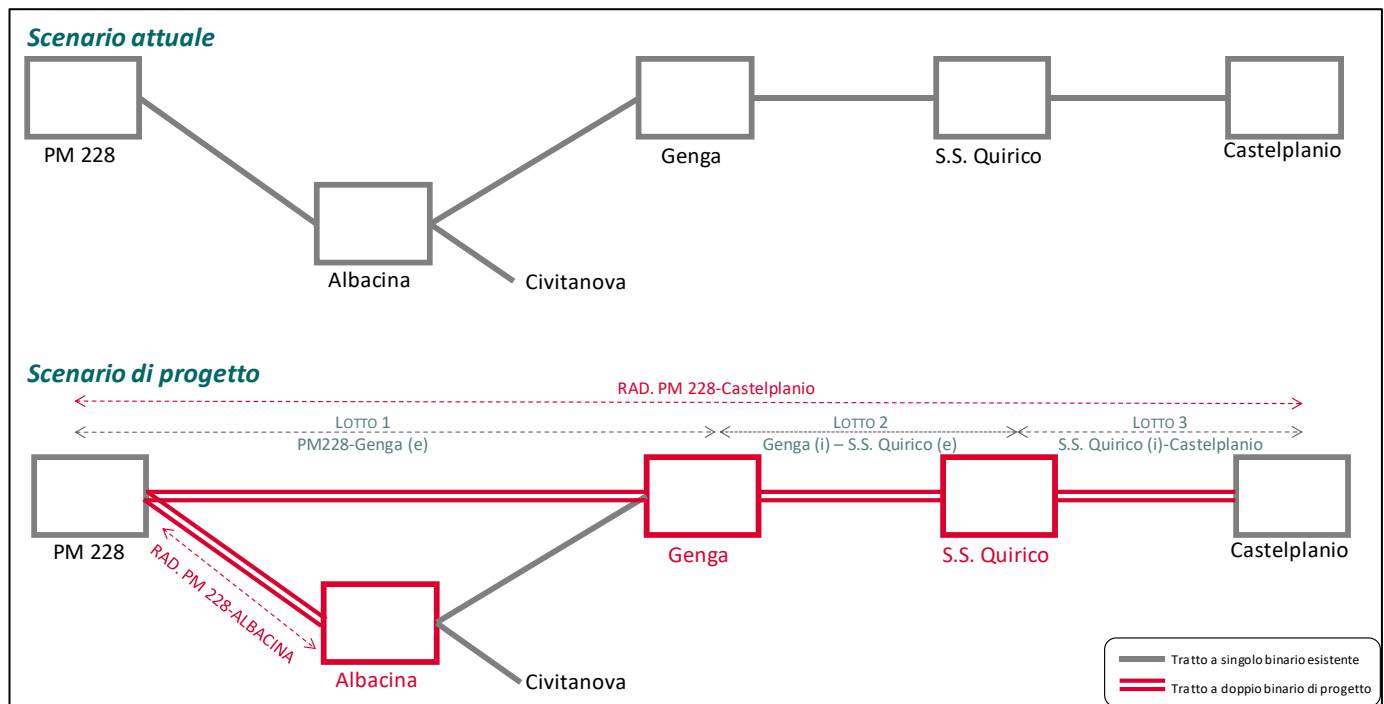 Scenario attuale
PM 228
Albacina
Civitanova
Genga
S.S. Quirico
Castelplanio
Scenario di progetto
RAD. PM 228-Castelplanio
LOTTO 1
PM228-Genga (e)
LOTTO 2
Genga (i) – S.S. Quirico (e)
LOTTO 3
S.S. Quirico (i)-Castelplanio
PM 228
RAD. PM 228-ALBACINA
Albacina
Civitanova
Genga
S.S. Quirico
Castelplanio
Tratto a singolo binario esistente
Tratto a doppio binario di progetto